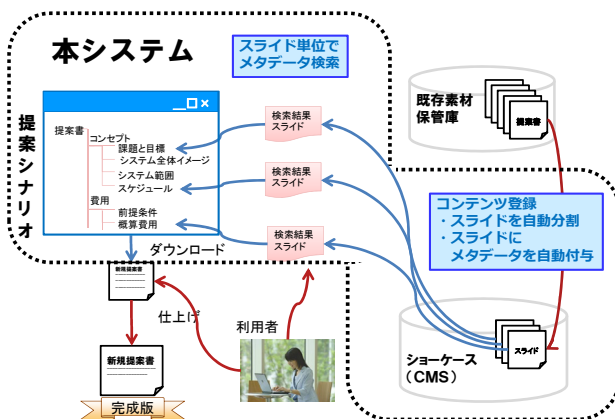 本システム
スライド単位で
メタデータ検索
提案シナリオ
提案書
コンセプト
課題と目標
システム全体イメージ
システム範囲
スケジュール
費用
前提条件
概算費用
検索結果
スライド
検索結果
スライド
検索結果
スライド
既存素材
保管庫
提案書
コンテンツ登録
・スライドを自動分割
・スライドに
メタデータを自動付与
ダウンロード
新規提案書
仕上げ
利用者
新規提案書
完成版
ショーケース
(CMS)
スライド